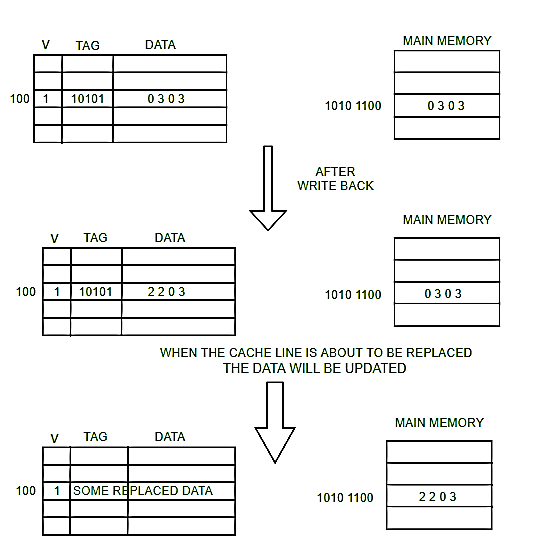 V TAG DATA MAIN MEMORY
100 1 10101 0 3 0 3 1010 1100 0 3 0 3
AFTER
WRITE BACK
V TAG DATA MAIN MEMORY
100 1 10101 2 2 0 3 1010 1100 0 3 0 3
WHEN THE CACHE LINE IS ABOUT TO BE REPLACED
THE DATA WILL BE UPDATED
V TAG DATA MAIN MEMORY
100 1 SOME REPLACED DATA 1010 1100 2 2 0 3